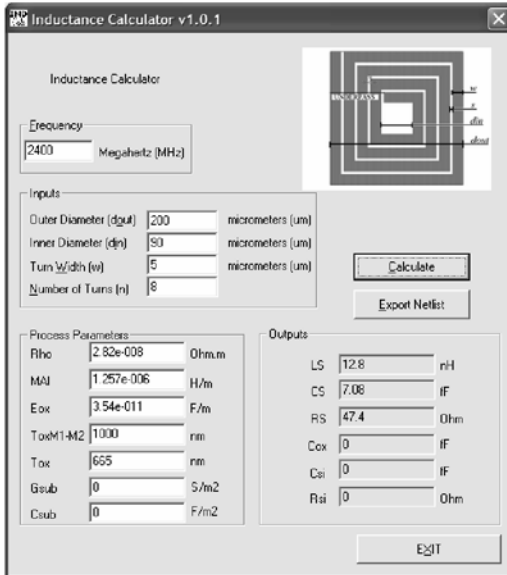 Inductance Calculator v1.0.1
Inductance Calculator
w
s
din
dout
Frequency
2400 Megahertz (MHz)
Inputs
Outer Diameter (dout) 200 micrometers (um)
Inner Diameter (din) 90 micrometers (um)
Turn Width (w) 5 micrometers (um)
Number of Turns (n) 8
Calculate
Export Netlist
Process Parameters
Rho 2.82e-008 Ohm.m
MAI 1.257e-006 H/m
Eox 3.54e-011 F/m
ToxM1-M2 1000 nm
Tox 665 nm
Gsub 0 S/m2
Csub 0 F/m2
Outputs
LS 12.8 nH
CS 7.08 fF
RS 47.4 Ohm
Cox 0 fF
Csi 0 fF
Rsi 0 Ohm
EXIT